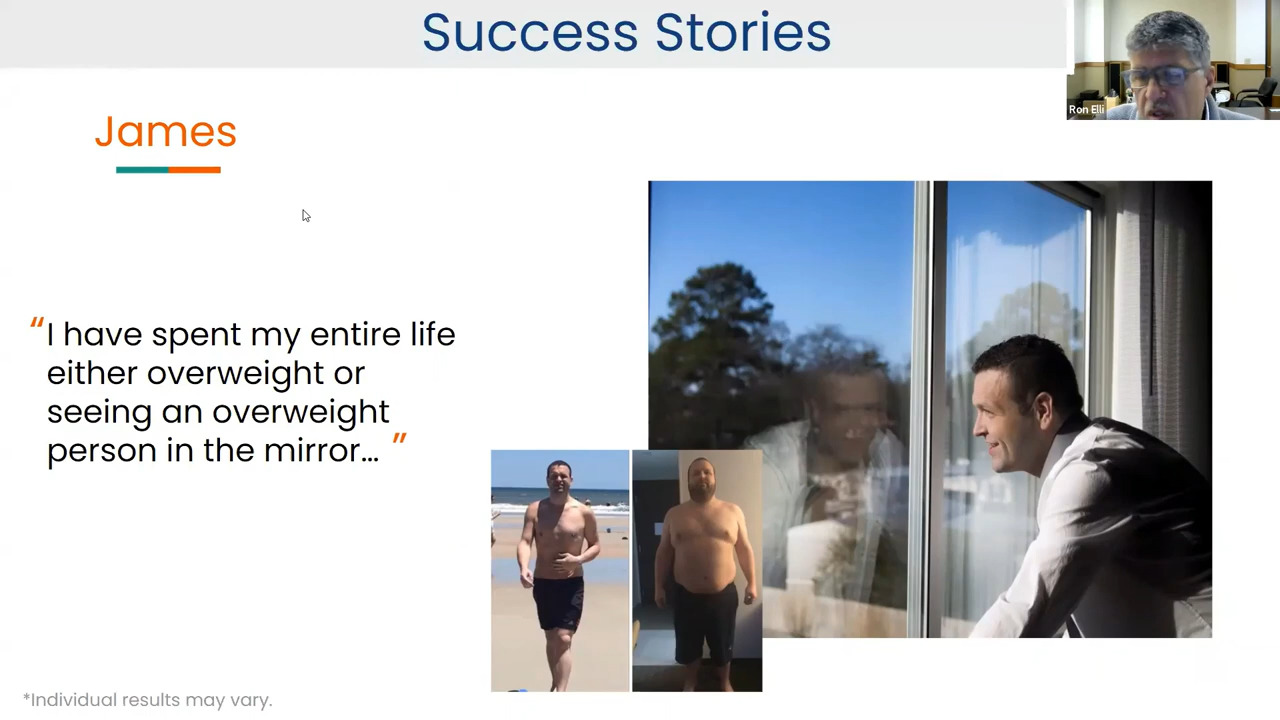 Success Stories
Ron Elli
James
“I have spent my entire life
either overweight or
seeing an overweight
person in the mirror... ”
*Individual results may vary.